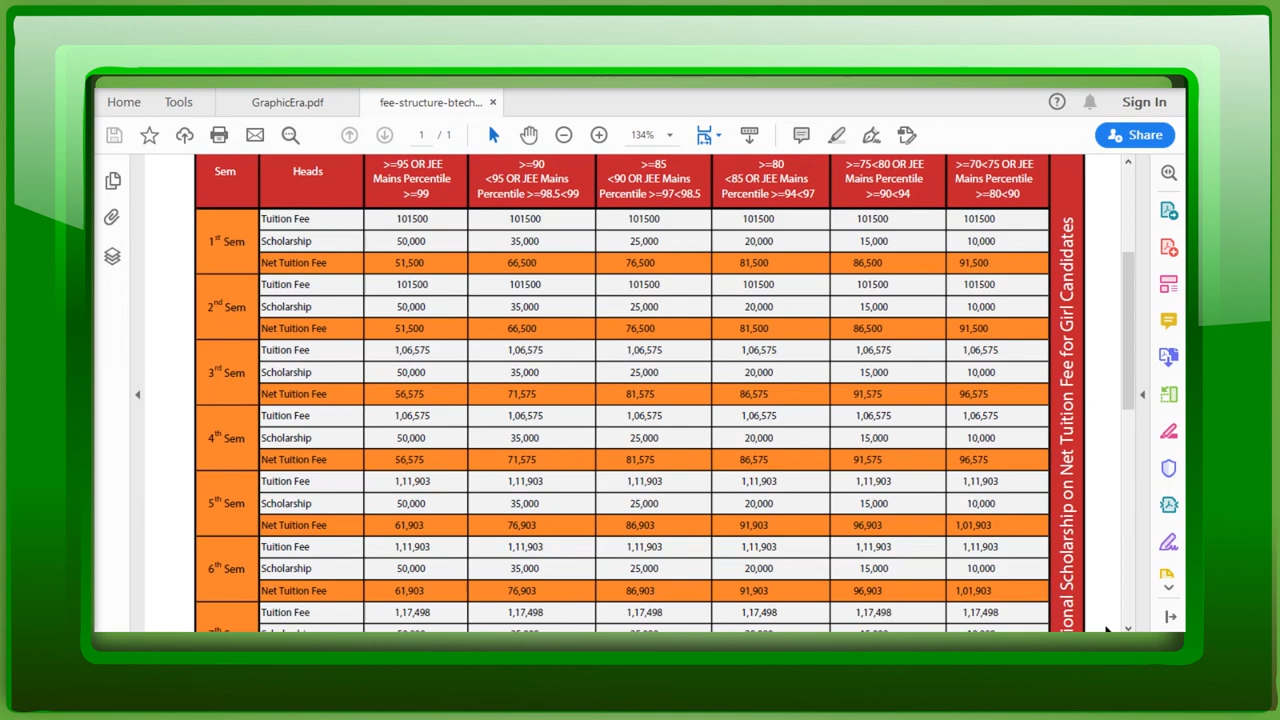 Home Tools GraphicEra.pdf fee-structure-btech... × Sign In
1 / 1 134% Share
Sem Heads >=95 OR JEE Mains Percentile >=99 >=90 <95 OR JEE Mains Percentile >=98.5<99 >=85 <90 OR JEE Mains Percentile >=97<98.5 >=80 <85 OR JEE Mains Percentile >=94<97 >=75<80 OR JEE Mains Percentile >=90<94 >=70<75 OR JEE Mains Percentile >=80<90
1st Sem
Tuition Fee 101500 101500 101500 101500 101500 101500
Scholarship 50,000 35,000 25,000 20,000 15,000 10,000
Net Tuition Fee 51,500 66,500 76,500 81,500 86,500 91,500
2nd Sem
Tuition Fee 101500 101500 101500 101500 101500 101500
Scholarship 50,000 35,000 25,000 20,000 15,000 10,000
Net Tuition Fee 51,500 66,500 76,500 81,500 86,500 91,500
3rd Sem
Tuition Fee 1,06,575 1,06,575 1,06,575 1,06,575 1,06,575 1,06,575
Scholarship 50,000 35,000 25,000 20,000 15,000 10,000
Net Tuition Fee 56,575 71,575 81,575 86,575 91,575 96,575
4th Sem
Tuition Fee 1,06,575 1,06,575 1,06,575 1,06,575 1,06,575 1,06,575
Scholarship 50,000 35,000 25,000 20,000 15,000 10,000
Net Tuition Fee 56,575 71,575 81,575 86,575 91,575 96,575
5th Sem
Tuition Fee 1,11,903 1,11,903 1,11,903 1,11,903 1,11,903 1,11,903
Scholarship 50,000 35,000 25,000 20,000 15,000 10,000
Net Tuition Fee 61,903 76,903 86,903 91,903 96,903 1,01,903
6th Sem
Tuition Fee 1,11,903 1,11,903 1,11,903 1,11,903 1,11,903 1,11,903
Scholarship 50,000 35,000 25,000 20,000 15,000 10,000
Net Tuition Fee 61,903 76,903 86,903 91,903 96,903 1,01,903
Tuition Fee 1,17,498 1,17,498 1,17,498 1,17,498 1,17,498 1,17,498
ional Scholarship on Net Tuition Fee for Girl Candidates